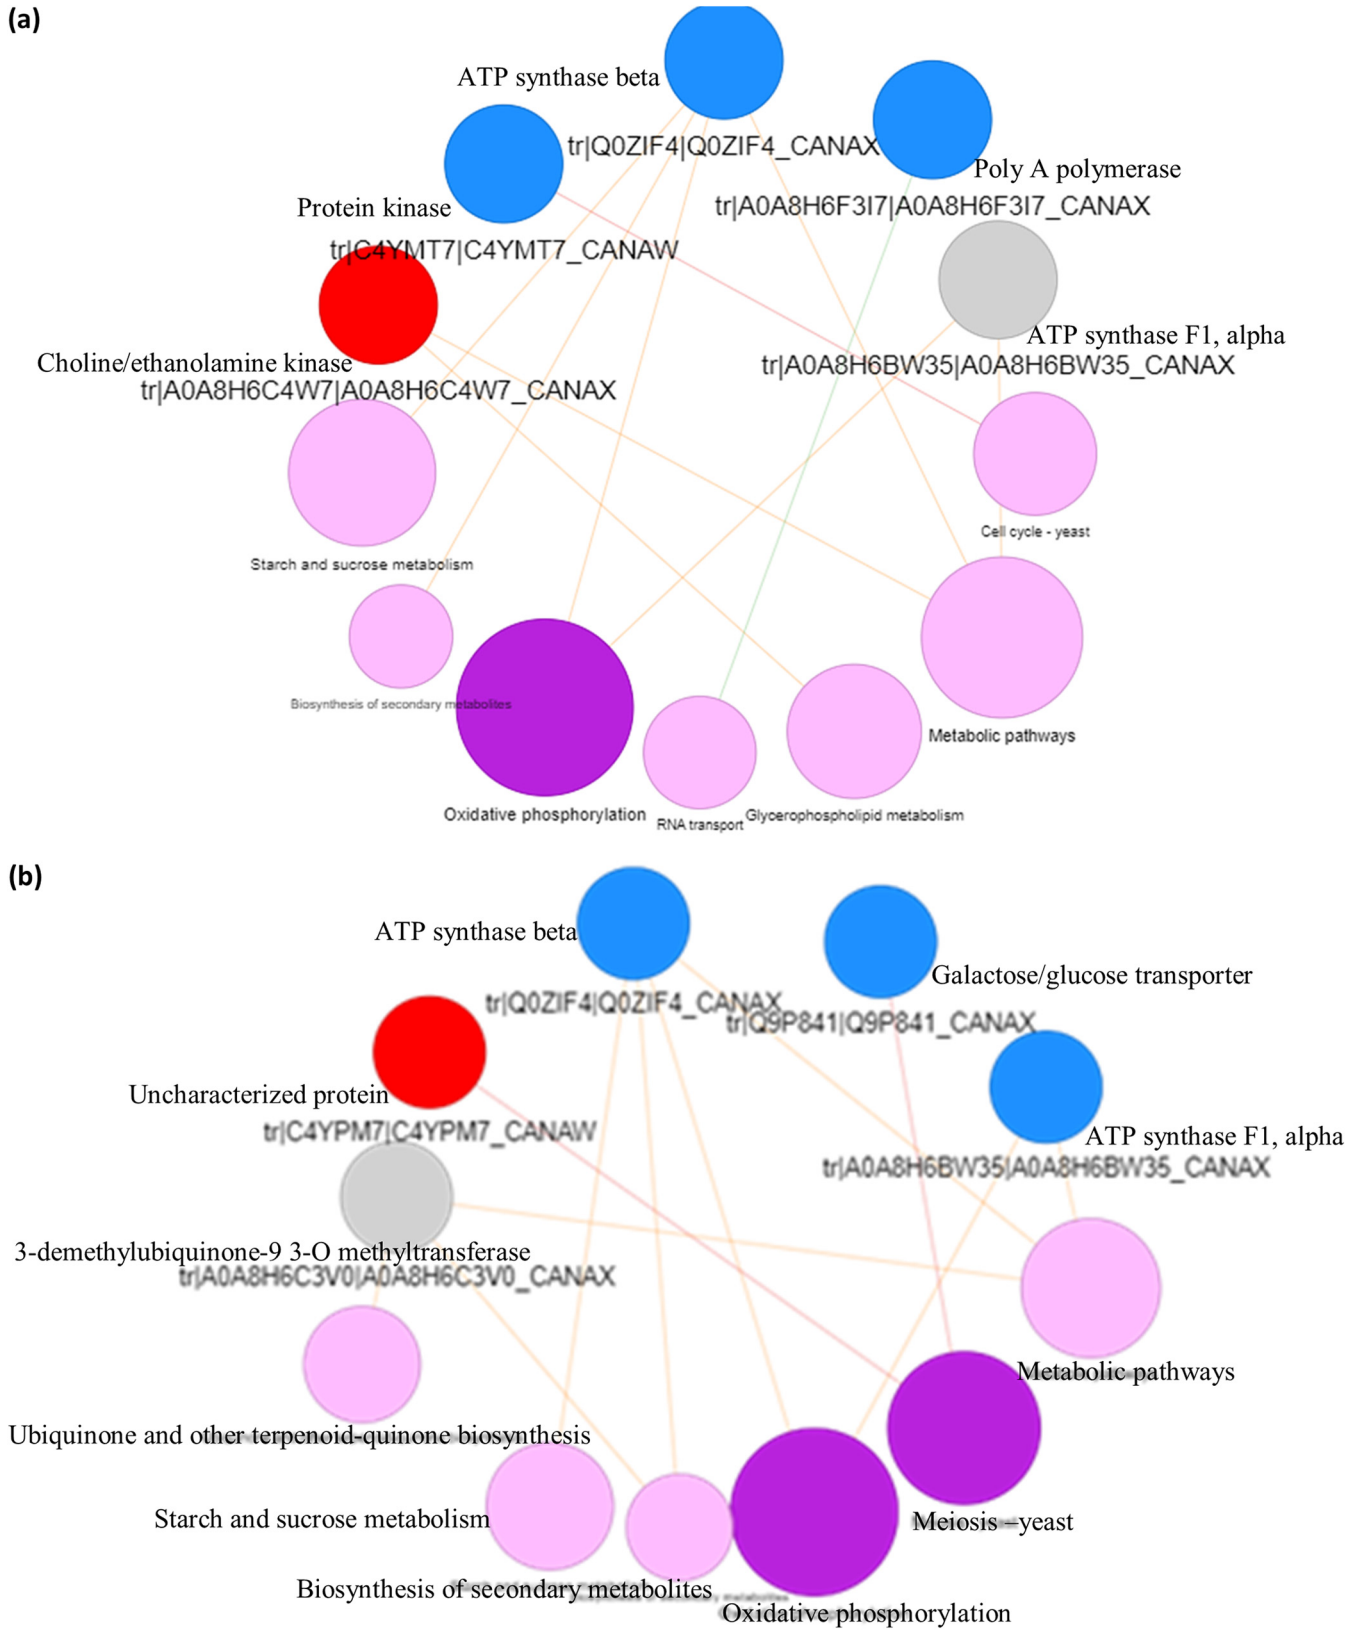 (a)
ATP synthase beta
tr|Q0ZIF4|Q0ZIF4_CANAX
Poly A polymerase
Protein kinase
tr|A0A8H6F3I7|A0A8H6F3I7_CANAX
tr|C4YMT7|C4YMT7_CANAW
ATP synthase F1, alpha
Choline/ethanolamine kinase
tr|A0A8H6BW35|A0A8H6BW35_CANAX
tr|A0A8H6C4W7|A0A8H6C4W7_CANAX
Cell cycle - yeast
Starch and sucrose metabolism
Biosynthesis of secondary metabolites
Metabolic pathways
Oxidative phosphorylation
RNA transport
Glycerophospholipid metabolism
(b)
ATP synthase beta
Galactose/glucose transporter
tr|Q0ZIF4|Q0ZIF4_CANAX
tr|Q9P841|Q9P841_CANAX
Uncharacterized protein
tr|C4YPM7|C4YPM7_CANAW
ATP synthase F1, alpha
tr|A0A8H6BW35|A0A8H6BW35_CANAX
3-demethylubiquinone-9 3-O methyltransferase
tr|A0A8H6C3V0|A0A8H6C3V0_CANAX
Metabolic pathways
Ubiquinone and other terpenoid-quinone biosynthesis
Starch and sucrose metabolism
Meiosis–yeast
Biosynthesis of secondary metabolites
Oxidative phosphorylation